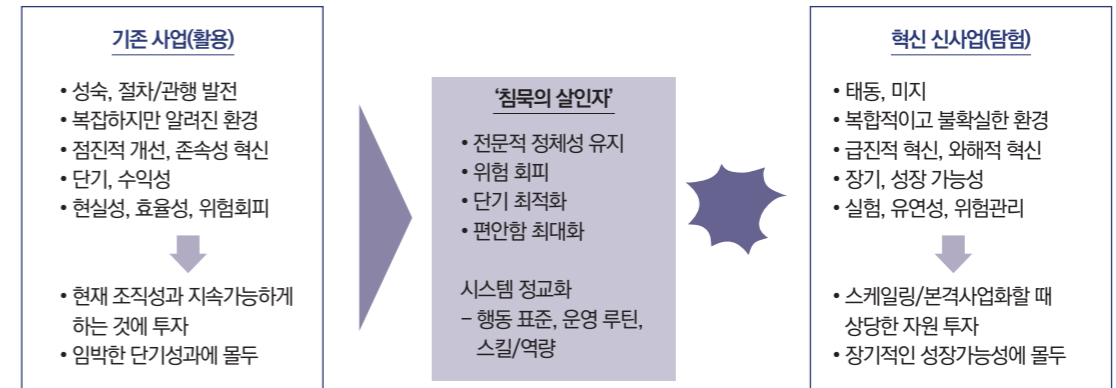 기존 사업(활용)
• 성숙, 절차/관행 발전
• 복잡하지만 알려진 환경
• 점진적 개선, 존속성 혁신
• 단기, 수익성
• 현실성, 효율성, 위험회피
• 현재 조직성과 지속가능하게
하는 것에 투자
• 임박한 단기성과에 몰두
‘침묵의 살인자’
• 전문적 정체성 유지
• 위험 회피
• 단기 최적화
• 편안함 최대화
시스템 정교화
– 행동 표준, 운영 루틴,
스킬/역량
혁신 신사업(탐험)
• 태동, 미지
• 복합적이고 불확실한 환경
• 급진적 혁신, 와해적 혁신
• 장기, 성장 가능성
• 실험, 유연성, 위험관리
• 스케일링/본격사업화할 때
상당한 자원 투자
• 장기적인 성장가능성에 몰두